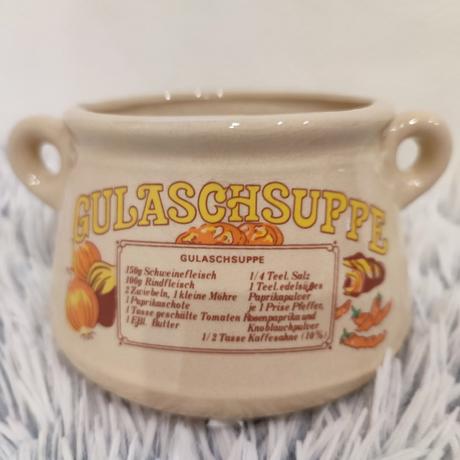 GULASCHSUPPE
GULASCHSUPPE
150g Schweinefleisch
100g Rindfleisch
2 Zwiebeln, 1 kleine Möhre
1 Paprikaschote
1 Tasse geschälte Tomaten
1 Eßl. Butter
1/4 Teel. Salz
1 Teel. edelsüßes
Paprikapulver
je 1 Prise Pfeffer,
Rosenpaprika und
Knoblauchpulver
1/2 Tasse Kaffesahne (10%)